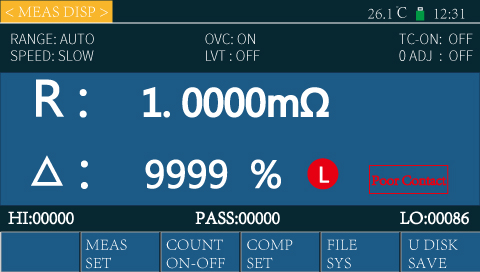 < MEAS DISP >
26.1℃ 12:31
RANGE: AUTO OVC: ON TC-ON: OFF
SPEED: SLOW LVT : OFF 0 ADJ : OFF
R : 1.0000mΩ
Δ : 9999 % L Poor Contact
HI:00000 PASS:00000 LO:00086
MEAS COUNT COMP FILE U DISK
SET ON-OFF SET SYS SAVE